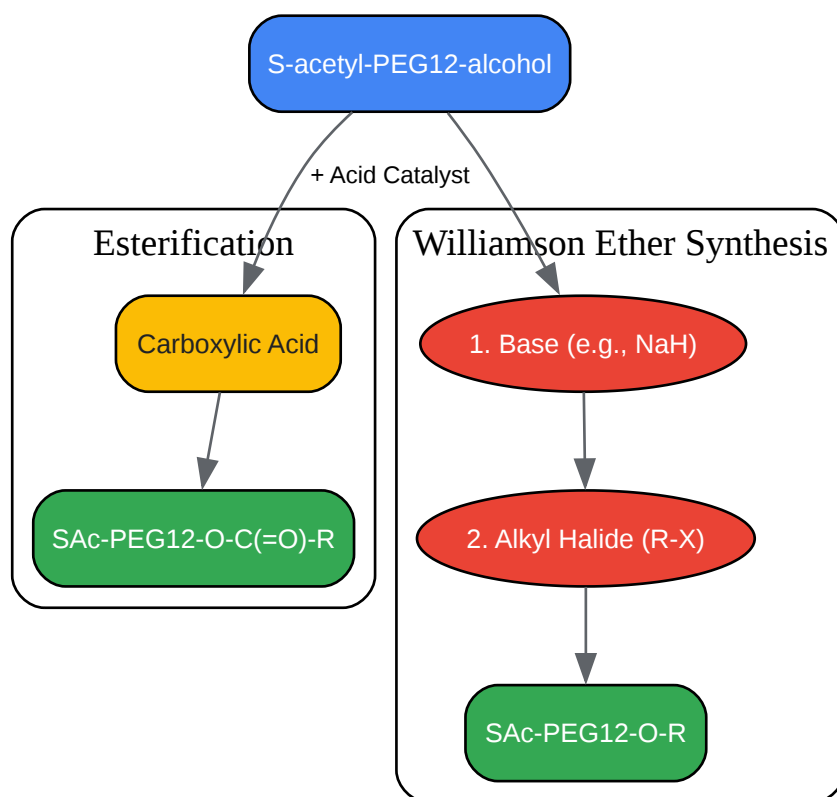 S-acetyl-PEG12-alcohol
+ Acid Catalyst
Esterification
Carboxylic Acid
SAc-PEG12-O-C(=O)-R
Williamson Ether Synthesis
1. Base (e.g., NaH)
2. Alkyl Halide (R-X)
SAc-PEG12-O-R